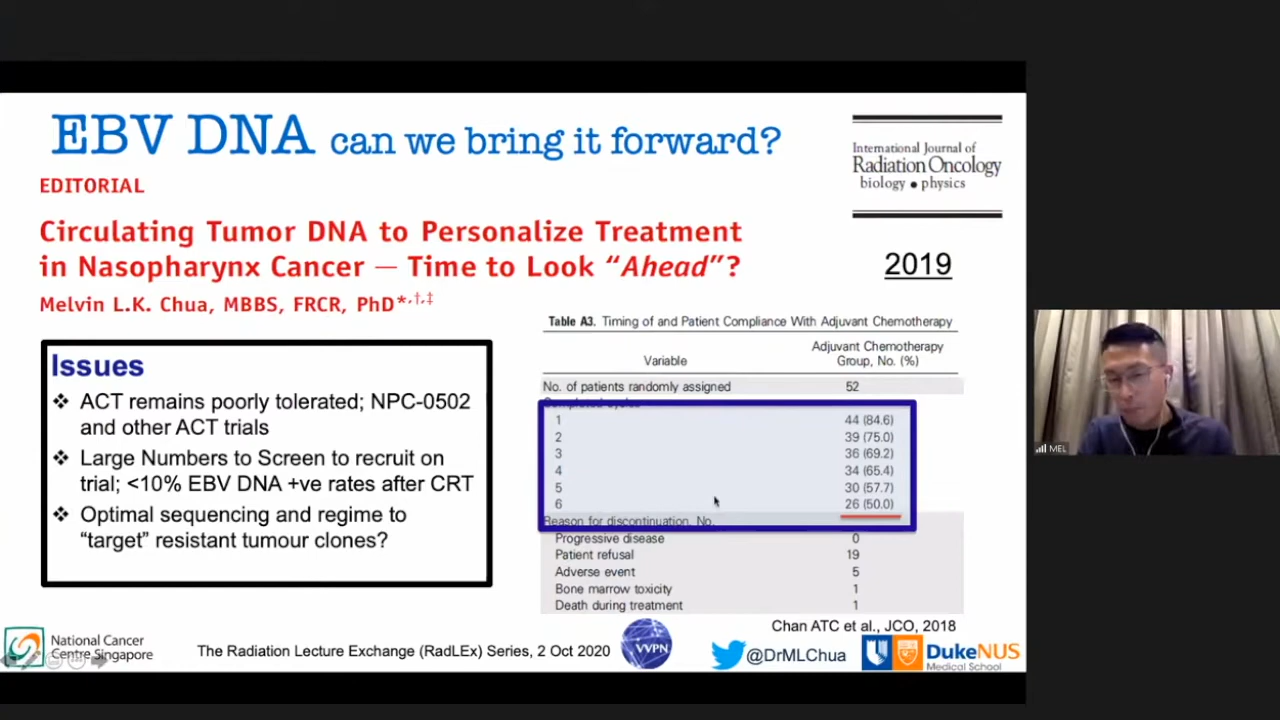 EBV DNA can we bring it forward?
EDITORIAL
Circulating Tumor DNA to Personalize Treatment
in Nasopharynx Cancer — Time to Look “Ahead”?
Melvin L.K. Chua, MBBS, FRCR, PhD*,†,‡
International Journal of
Radiation Oncology
biology • physics
2019
Issues
❖ ACT remains poorly tolerated; NPC-0502
and other ACT trials
❖ Large Numbers to Screen to recruit on
trial; <10% EBV DNA +ve rates after CRT
❖ Optimal sequencing and regime to
“target” resistant tumour clones?
Table A3. Timing of and Patient Compliance With Adjuvant Chemotherapy
Variable
Adjuvant Chemotherapy
Group, No. (%)
No. of patients randomly assigned 52
Completed cycles
1 44 (84.6)
2 39 (75.0)
3 36 (69.2)
4 34 (65.4)
5 30 (57.7)
6 26 (50.0)
Reason for discontinuation, No.
Progressive disease 0
Patient refusal 19
Adverse event 5
Bone marrow toxicity 1
Death during treatment 1
Chan ATC et al., JCO, 2018
National Cancer
Centre Singapore
The Radiation Lecture Exchange (RadLEx) Series, 2 Oct 2020
VVPN
@DrMLChua
DukeNUS
Medical School
MEL